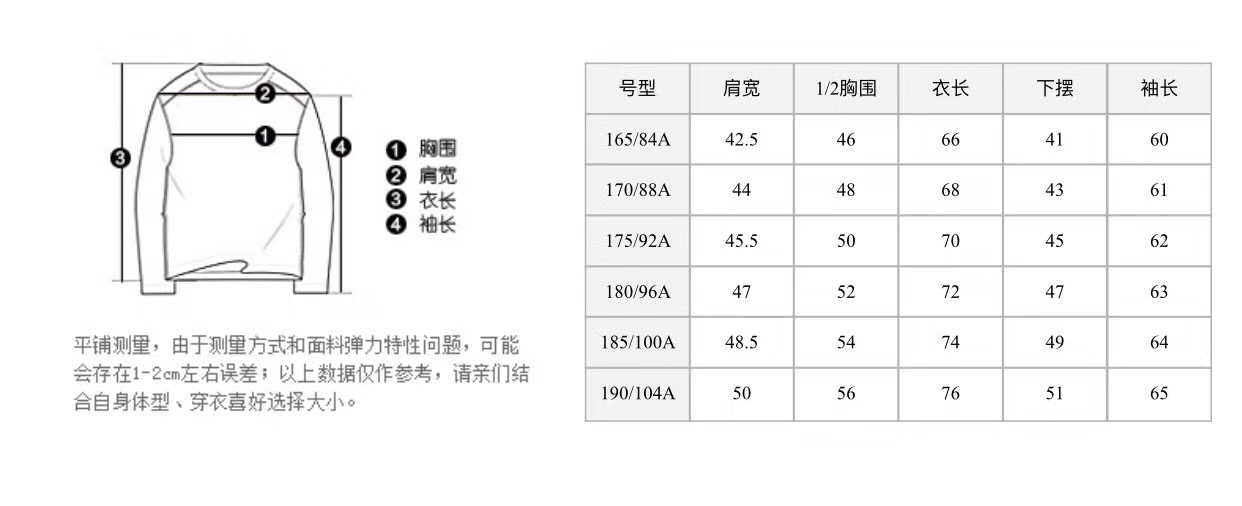 2
1
3
4
1 胸围
2 肩宽
3 衣长
4 袖长
平铺测量，由于测量方式和面料弹力特性问题，可能
会存在1-2cm左右误差；以上数据仅作参考，请亲们结
合自身体型、穿衣喜好选择大小。
号型 肩宽 1/2胸围 衣长 下摆 袖长
165/84A 42.5 46 66 41 60
170/88A 44 48 68 43 61
175/92A 45.5 50 70 45 62
180/96A 47 52 72 47 63
185/100A 48.5 54 74 49 64
190/104A 50 56 76 51 65